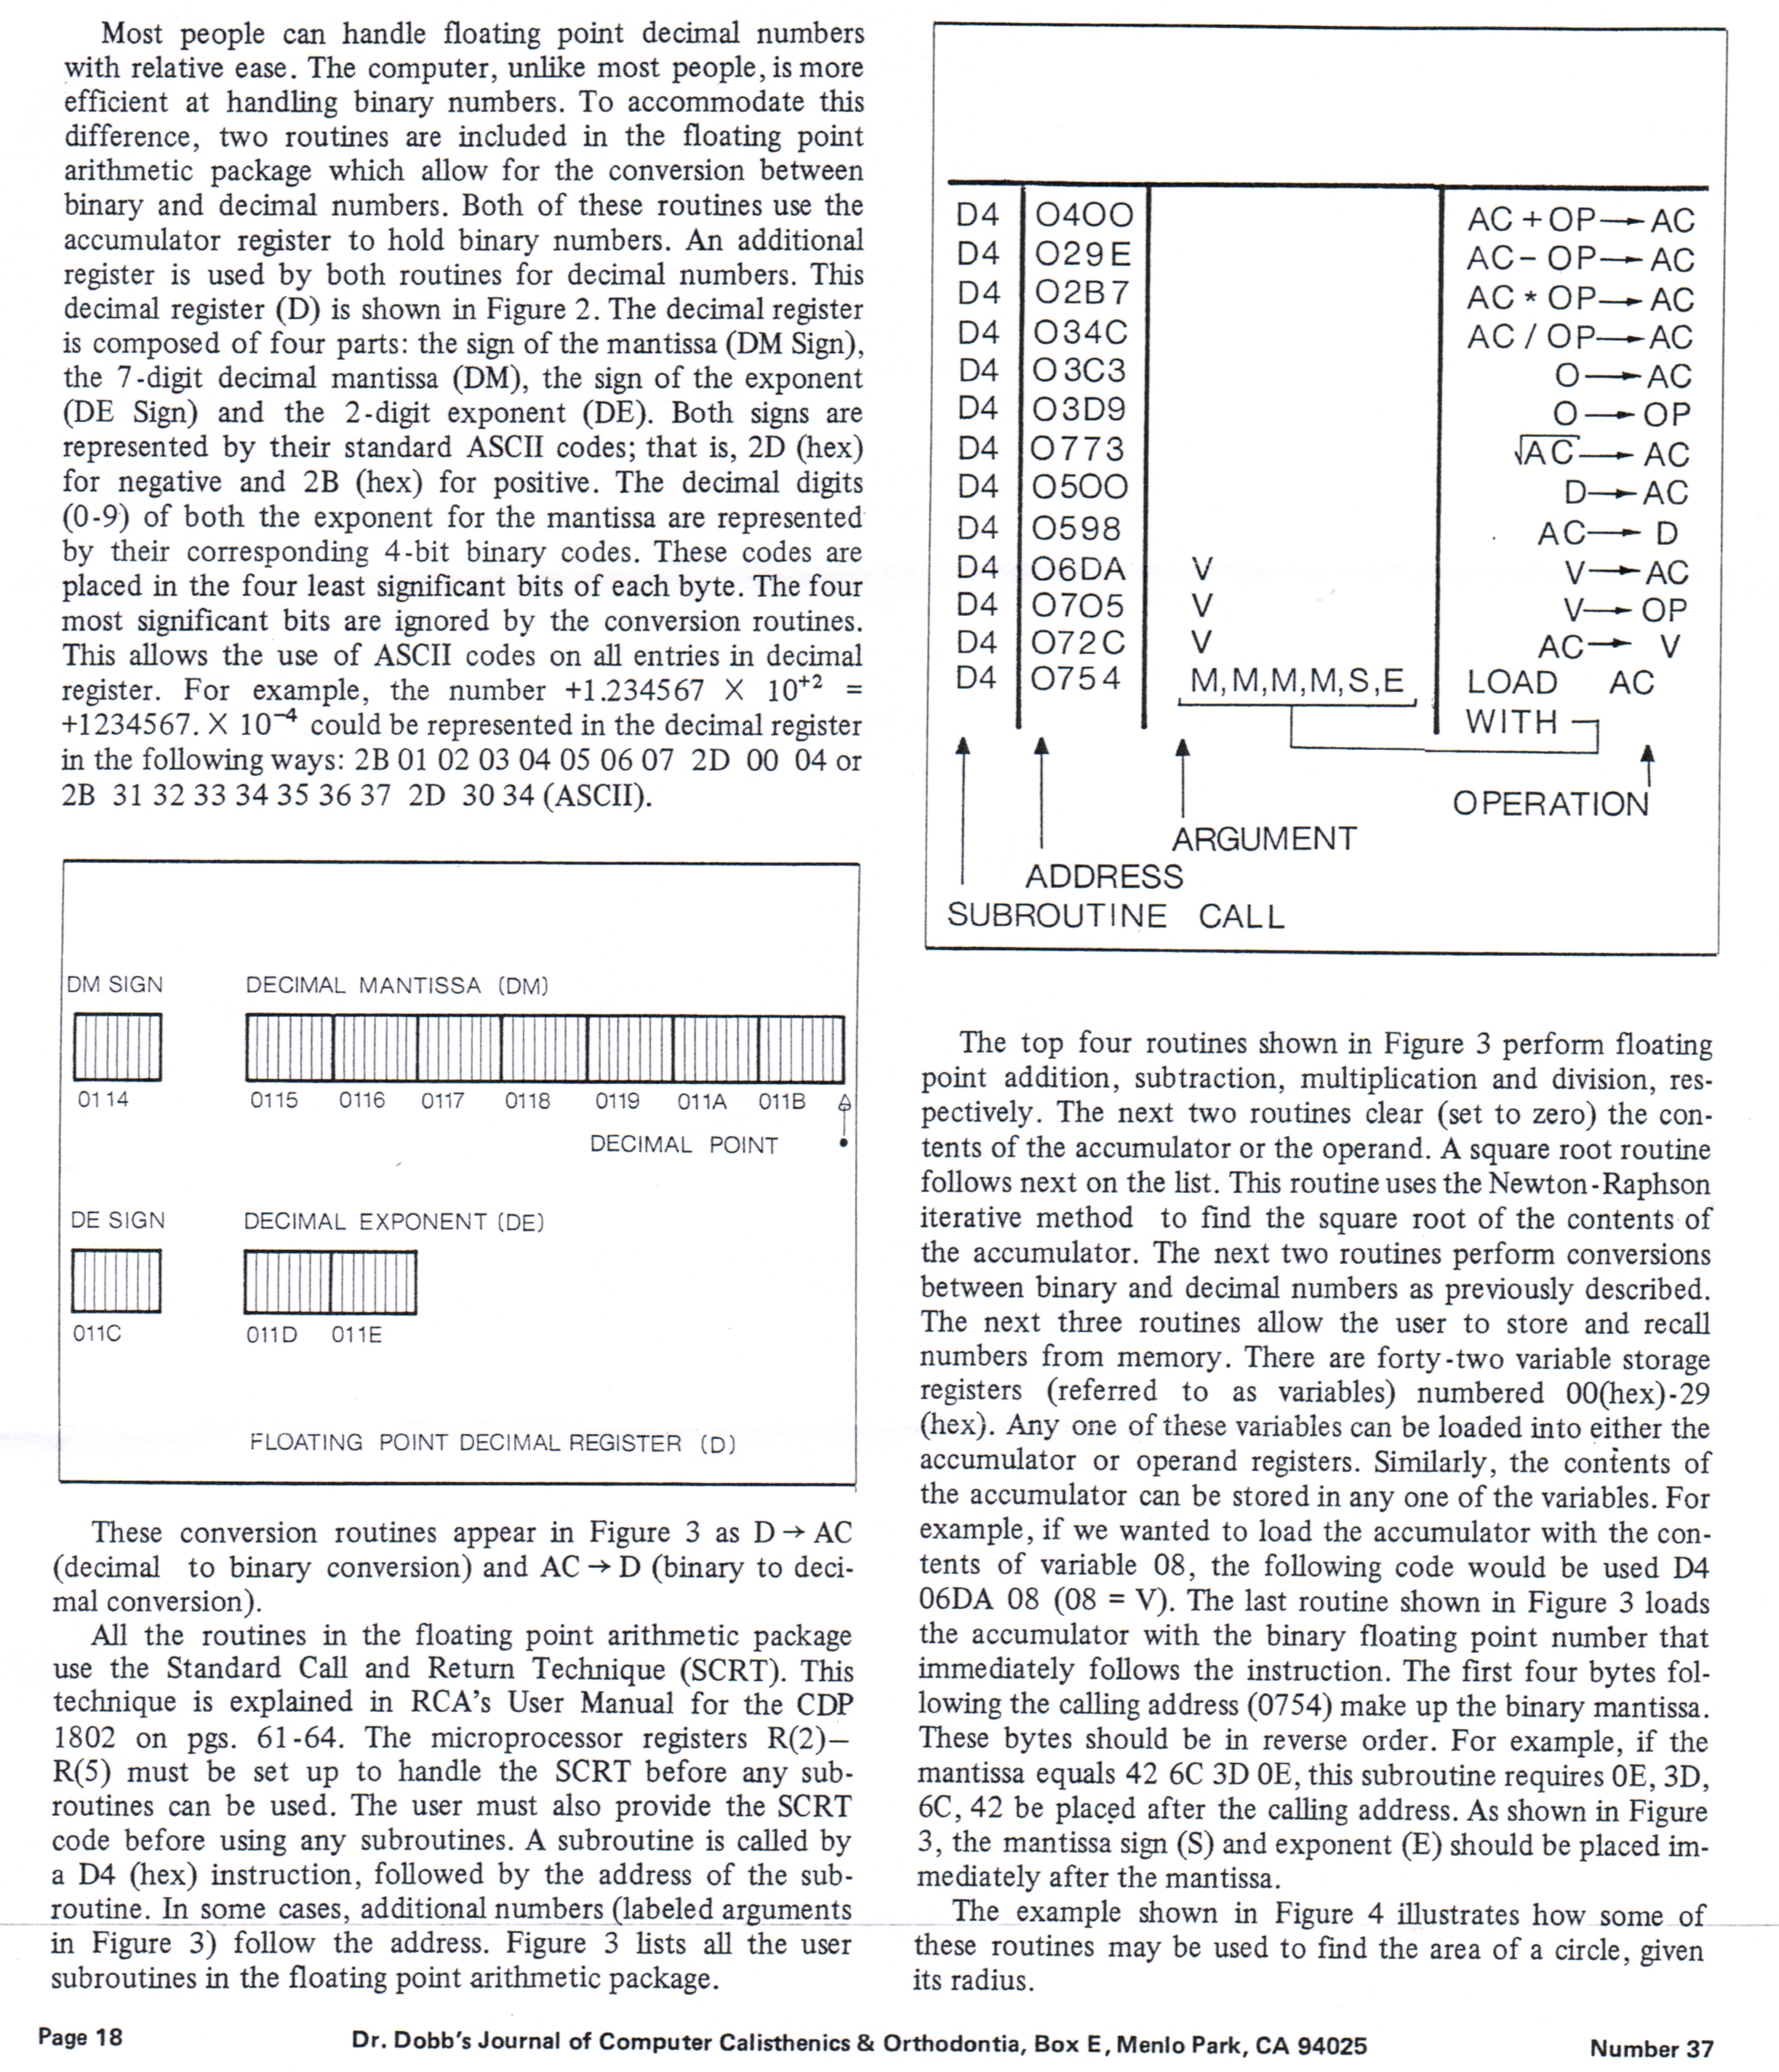 Most people can handle floating point decimal numbers
with relative ease. The computer, unlike most people, is more
efficient at handling binary numbers. To accommodate this
difference, two routines are included in the floating point
arithmetic package which allow for the conversion between
binary and decimal numbers. Both of these routines use the
accumulator register to hold binary numbers. An additional
register is used by both routines for decimal numbers. This
decimal register (D) is shown in Figure 2. The decimal register
is composed of four parts: the sign of the mantissa (DM Sign),
the 7-digit decimal mantissa (DM), the sign of the exponent
(DE Sign) and the 2-digit exponent (DE). Both signs are
represented by their standard ASCII codes; that is, 2D (hex)
for negative and 2B (hex) for positive. The decimal digits
(0-9) of both the exponent for the mantissa are represented
by their corresponding 4-bit binary codes. These codes are
placed in the four least significant bits of each byte. The four
most significant bits are ignored by the conversion routines.
This allows the use of ASCII codes on all entries in decimal
register. For example, the number +1.234567 X 10⁺² =
+1234567. X 10⁻⁴ could be represented in the decimal register
in the following ways: 2B 01 02 03 04 05 06 07 2D 00 04 or
2B 31 32 33 34 35 36 37 2D 30 34 (ASCII).
DM SIGN DECIMAL MANTISSA (DM)
0114 0115 0116 0117 0118 0119 011A 011B
DECIMAL POINT
DE SIGN DECIMAL EXPONENT (DE)
011C 011D 011E
FLOATING POINT DECIMAL REGISTER (D)
These conversion routines appear in Figure 3 as D → AC
(decimal to binary conversion) and AC → D (binary to deci-
mal conversion).
All the routines in the floating point arithmetic package
use the Standard Call and Return Technique (SCRT). This
technique is explained in RCA's User Manual for the CDP
1802 on pgs. 61-64. The microprocessor registers R(2)–
R(5) must be set up to handle the SCRT before any sub-
routines can be used. The user must also provide the SCRT
code before using any subroutines. A subroutine is called by
a D4 (hex) instruction, followed by the address of the sub-
routine. In some cases, additional numbers (labeled arguments
in Figure 3) follow the address. Figure 3 lists all the user
subroutines in the floating point arithmetic package.
D4 0400 AC + OP → AC
D4 029E AC - OP → AC
D4 02B7 AC * OP → AC
D4 034C AC / OP → AC
D4 03C3 O → AC
D4 03D9 O → OP
D4 0773 √AC → AC
D4 0500 D → AC
D4 0598 AC → D
D4 06DA V V → AC
D4 0705 V V → OP
D4 072C V AC → V
D4 0754 M,M,M,M,S,E LOAD AC
WITH
OPERATION
ARGUMENT
ADDRESS
SUBROUTINE CALL
The top four routines shown in Figure 3 perform floating
point addition, subtraction, multiplication and division, res-
pectively. The next two routines clear (set to zero) the con-
tents of the accumulator or the operand. A square root routine
follows next on the list. This routine uses the Newton-Raphson
iterative method to find the square root of the contents of
the accumulator. The next two routines perform conversions
between binary and decimal numbers as previously described.
The next three routines allow the user to store and recall
numbers from memory. There are forty-two variable storage
registers (referred to as variables) numbered 00(hex)-29
(hex). Any one of these variables can be loaded into either the
accumulator or operand registers. Similarly, the contents of
the accumulator can be stored in any one of the variables. For
example, if we wanted to load the accumulator with the con-
tents of variable 08, the following code would be used D4
06DA 08 (08 = V). The last routine shown in Figure 3 loads
the accumulator with the binary floating point number that
immediately follows the instruction. The first four bytes fol-
lowing the calling address (0754) make up the binary mantissa.
These bytes should be in reverse order. For example, if the
mantissa equals 42 6C 3D 0E, this subroutine requires 0E, 3D,
6C, 42 be placed after the calling address. As shown in Figure
3, the mantissa sign (S) and exponent (E) should be placed im-
mediately after the mantissa.
The example shown in Figure 4 illustrates how some of
these routines may be used to find the area of a circle, given
its radius.
Page 18 Dr. Dobb's Journal of Computer Calisthenics & Orthodontia, Box E, Menlo Park, CA 94025 Number 37